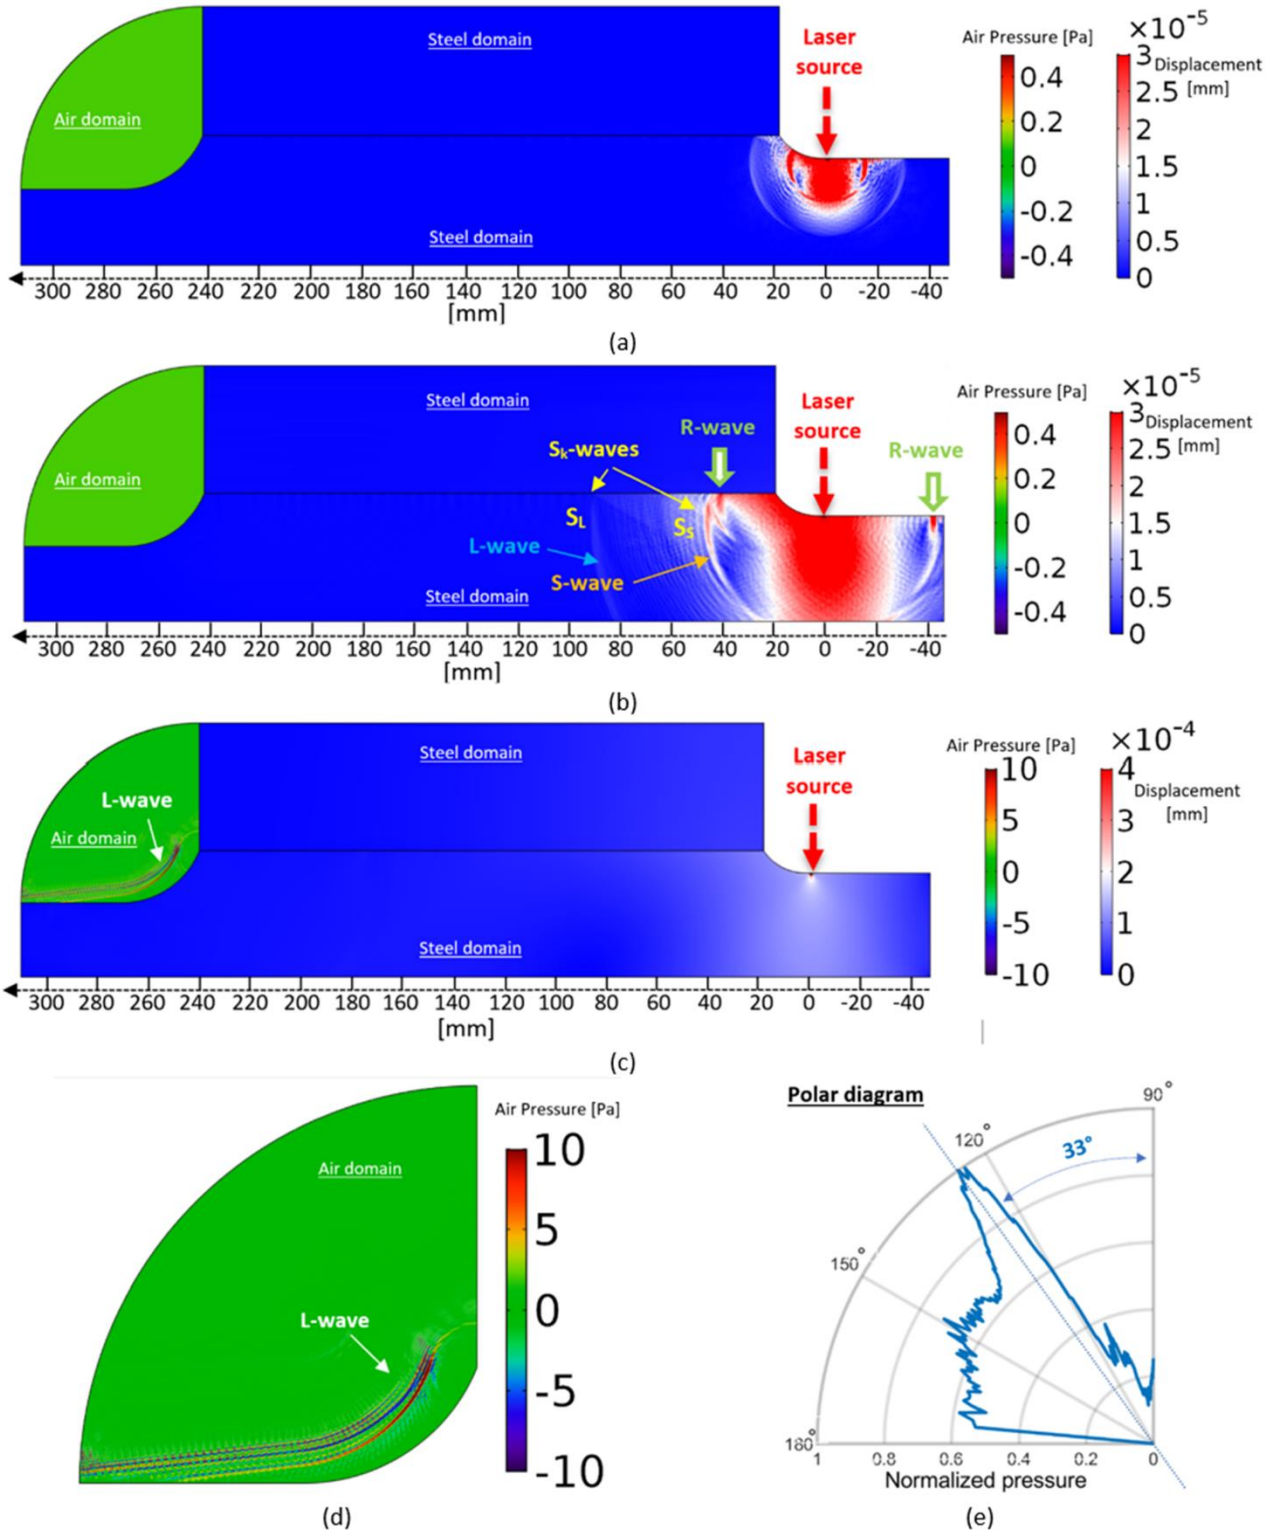 Steel domain
Laser
source
Air Pressure [Pa]
×10-5
Displacement
[mm]
Air domain
0.4
0.2
0
-0.2
-0.4
3
2.5
2
1.5
1
0.5
0
Steel domain
300 280 260 240 220 200 180 160 140 120 100 80 60 40 20 0 -20 -40
[mm]
(a)
Steel domain
Laser
source
Air Pressure [Pa]
×10-5
Displacement
[mm]
R-wave
R-wave
Sk-waves
Air domain
SL
SS
L-wave
S-wave
0.4
0.2
0
-0.2
-0.4
3
2.5
2
1.5
1
0.5
0
Steel domain
300 280 260 240 220 200 180 160 140 120 100 80 60 40 20 0 -20 -40
[mm]
(b)
Steel domain
Laser
source
Air Pressure [Pa]
×10-4
Displacement
[mm]
L-wave
Air domain
10
5
0
-5
-10
4
3
2
1
0
Steel domain
300 280 260 240 220 200 180 160 140 120 100 80 60 40 20 0 -20 -40
[mm]
(c)
Air Pressure [Pa]
Air domain
L-wave
10
5
0
-5
-10
(d)
Polar diagram
90°
120°
33°
150°
180°
1 0.8 0.6 0.4 0.2 0
Normalized pressure
(e)